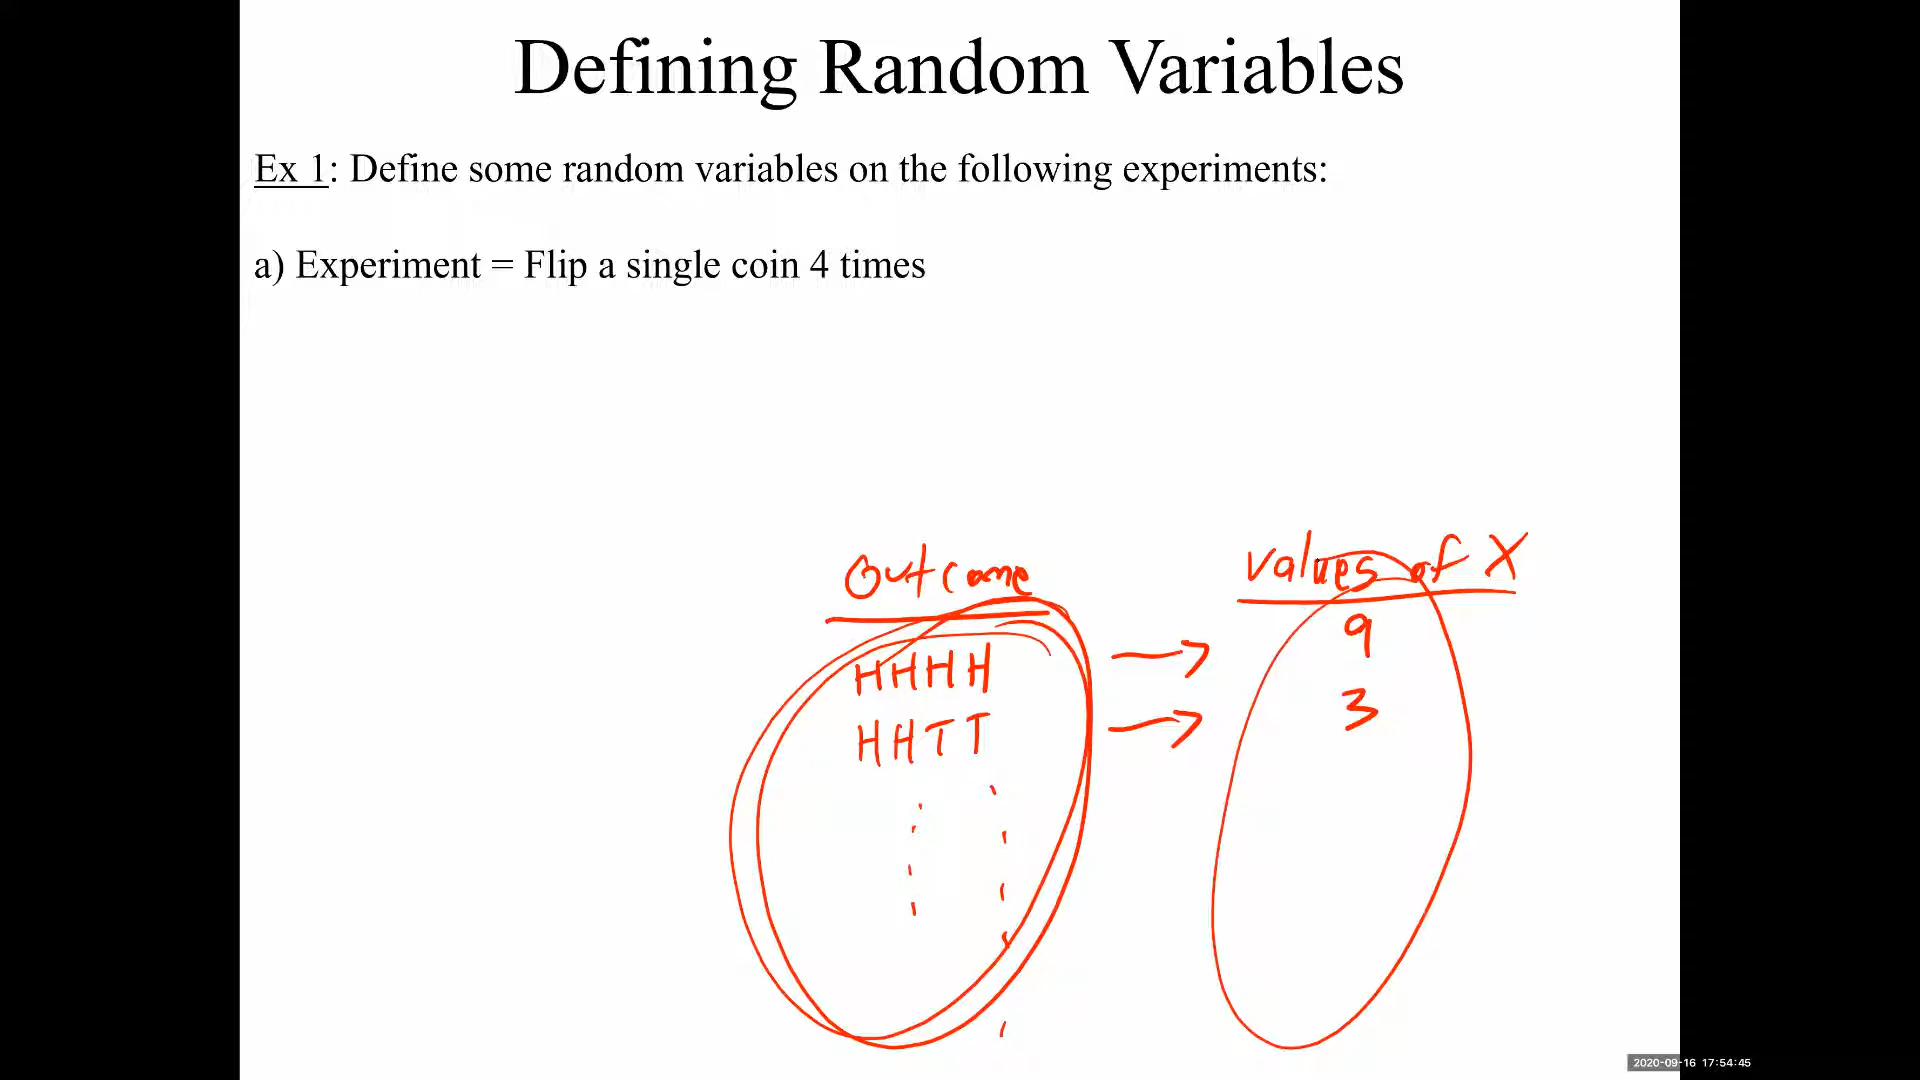 Defining Random Variables
Ex 1: Define some random variables on the following experiments:
a) Experiment = Flip a single coin 4 times
Outcome
values of X
HHHH → 9
HHTT → 3
2020-09-16 17:54:45